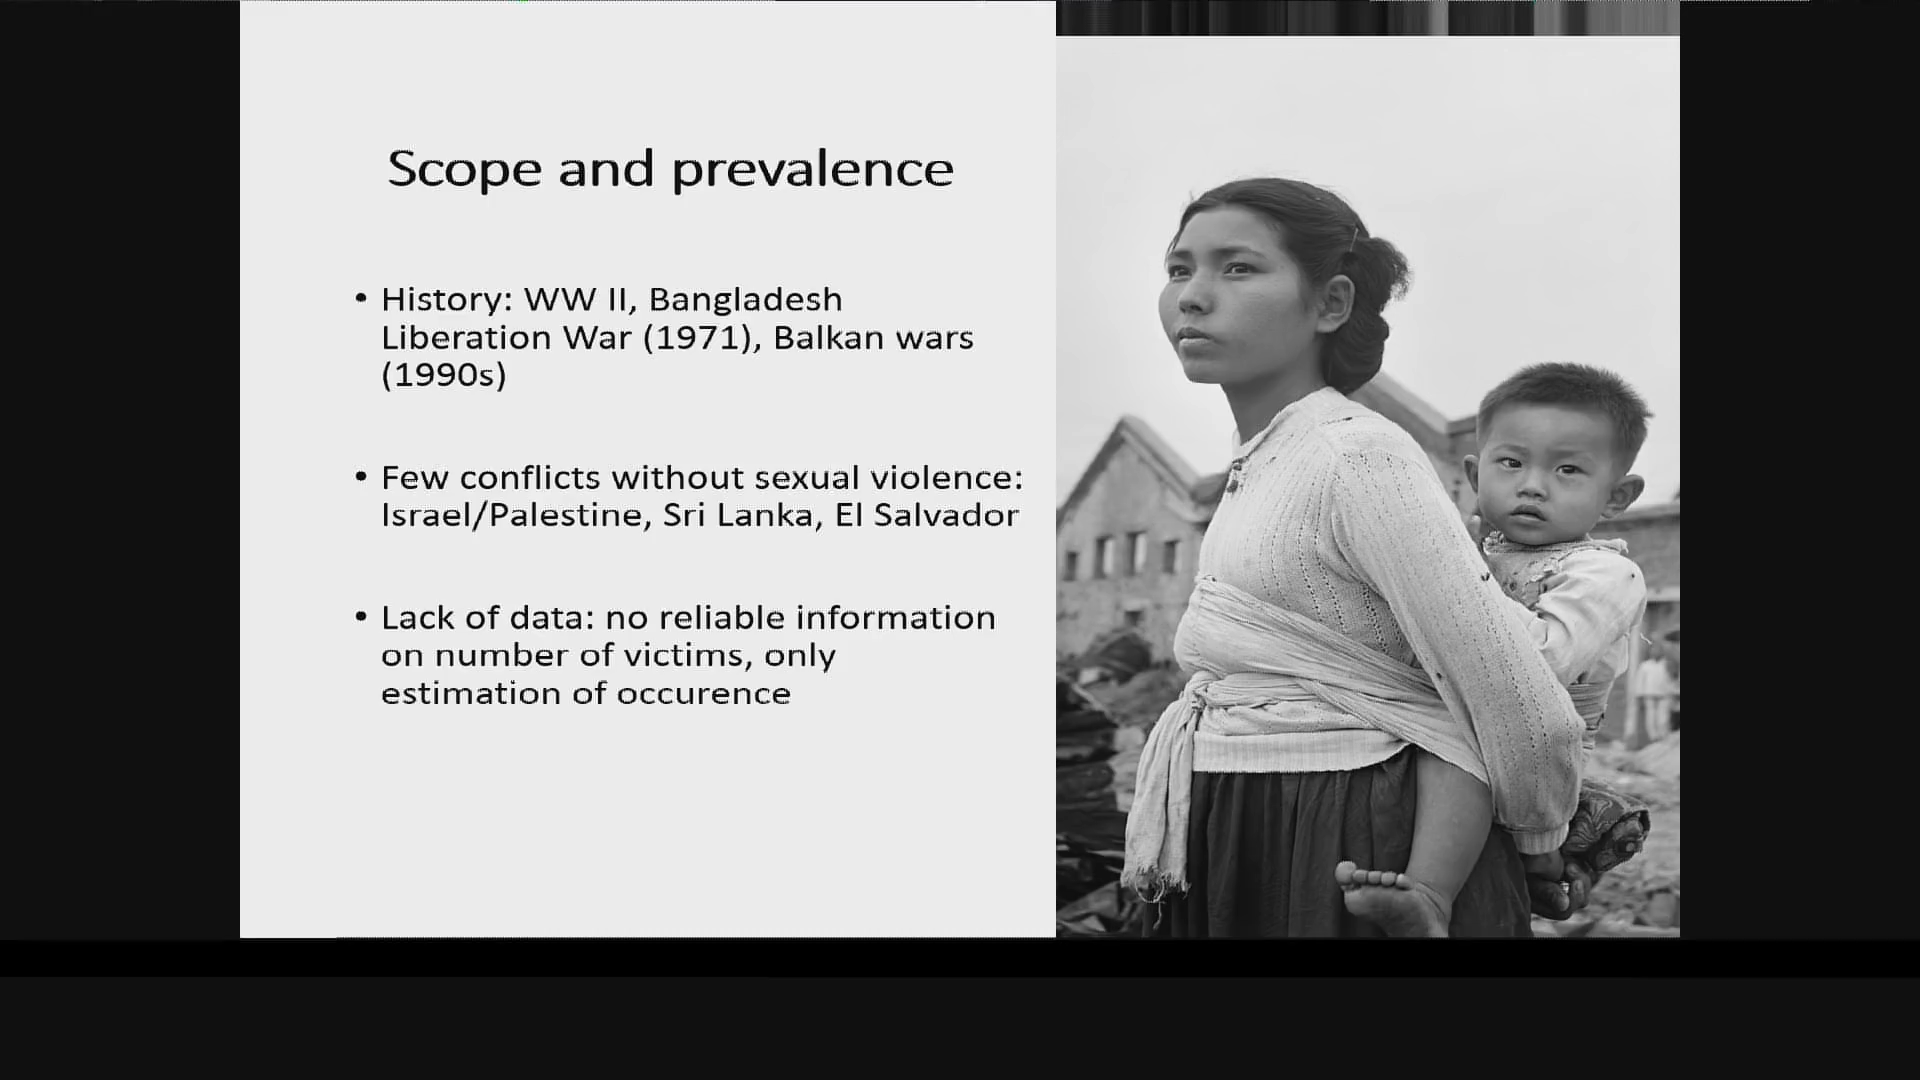 Scope and prevalence
• History: WW II, Bangladesh
Liberation War (1971), Balkan wars
(1990s)
• Few conflicts without sexual violence:
Israel/Palestine, Sri Lanka, El Salvador
• Lack of data: no reliable information
on number of victims, only
estimation of occurence